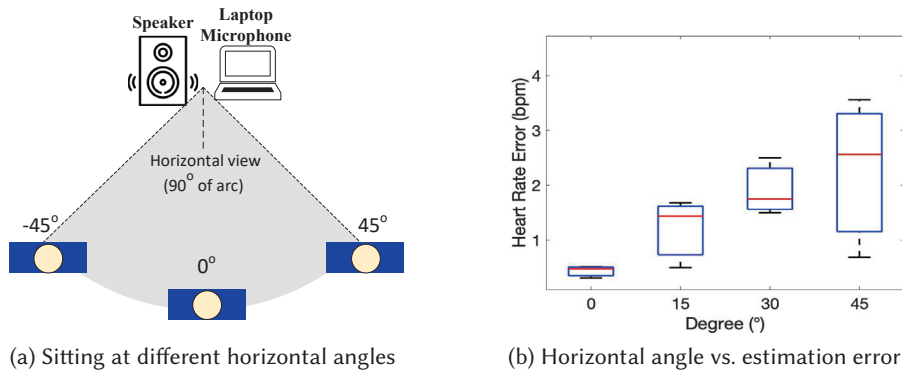 Speaker
Laptop
Microphone
Horizontal view
(90° of arc)
-45°
0°
45°
(a) Sitting at different horizontal angles
Heart Rate Error (bpm)
4
3
2
1
0 15 30 45
Degree (°)
(b) Horizontal angle vs. estimation error